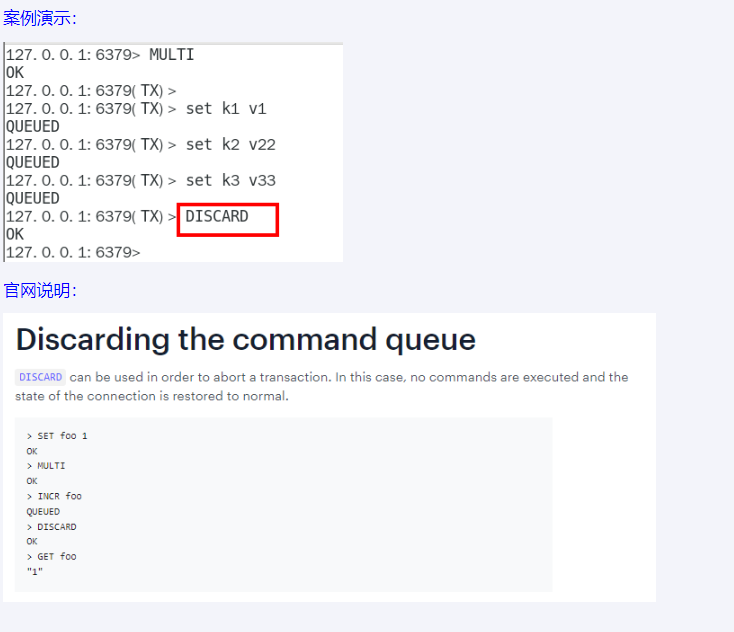 案例演示：
127.0.0.1:6379> MULTI
OK
127.0.0.1:6379(TX)>
127.0.0.1:6379(TX)> set k1 v1
QUEUED
127.0.0.1:6379(TX)> set k2 v22
QUEUED
127.0.0.1:6379(TX)> set k3 v33
QUEUED
127.0.0.1:6379(TX)> DISCARD
OK
127.0.0.1:6379>
官网说明：
Discarding the command queue
DISCARD can be used in order to abort a transaction. In this case, no commands are executed and the
state of the connection is restored to normal.
> SET foo 1
OK
> MULTI
OK
> INCR foo
QUEUED
> DISCARD
OK
> GET foo
"1"